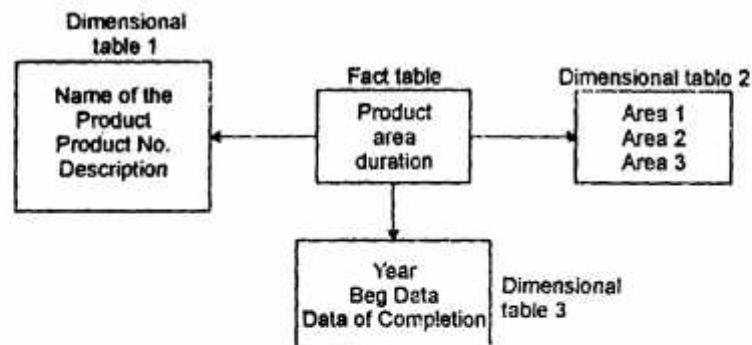 Dimensional
table 1
Name of the
Product
Product No.
Description
Fact table
Product
area
duration
Dimensional tablo 2
Area 1
Area 2
Area 3
Year
Beg Data
Data of Completion
Dimensional
table 3